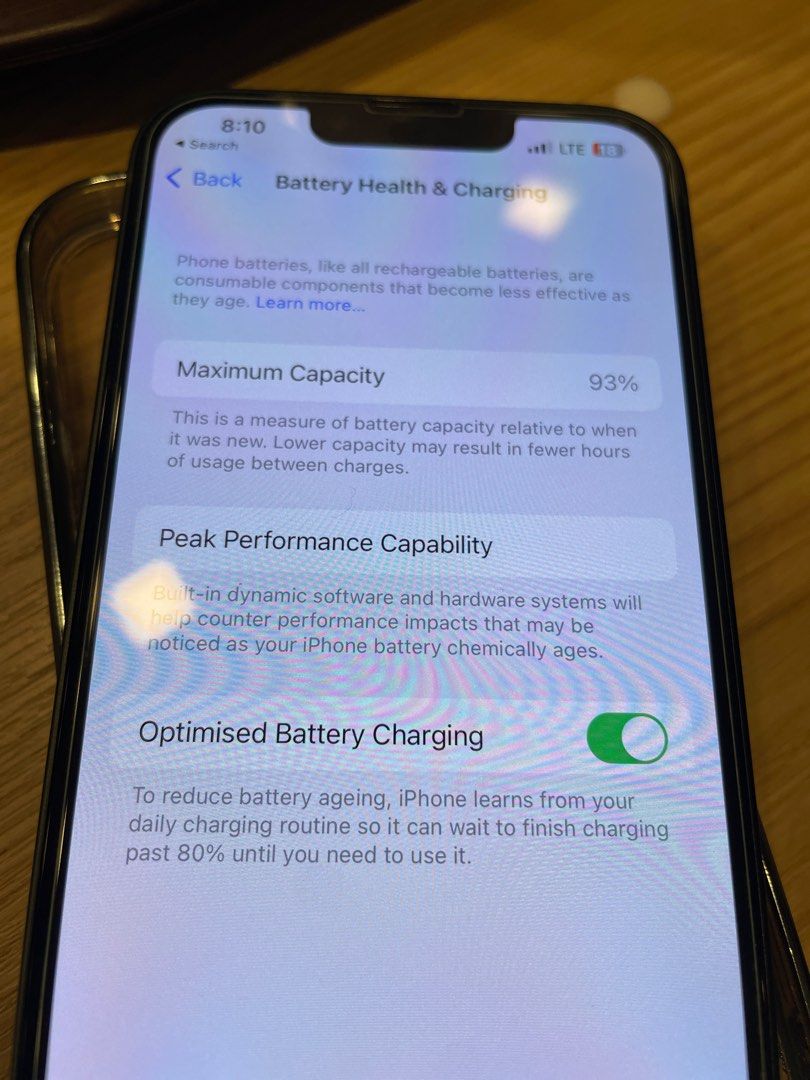 8:10
Search
LTE 18
Back
Battery Health & Charging
Phone batteries, like all rechargeable batteries, are
consumable components that become less effective as
they age. Learn more...
Maximum Capacity 93%
This is a measure of battery capacity relative to when
it was new. Lower capacity may result in fewer hours
of usage between charges.
Peak Performance Capability
Built-in dynamic software and hardware systems will
help counter performance impacts that may be
noticed as your iPhone battery chemically ages.
Optimised Battery Charging
To reduce battery ageing, iPhone learns from your
daily charging routine so it can wait to finish charging
past 80% until you need to use it.